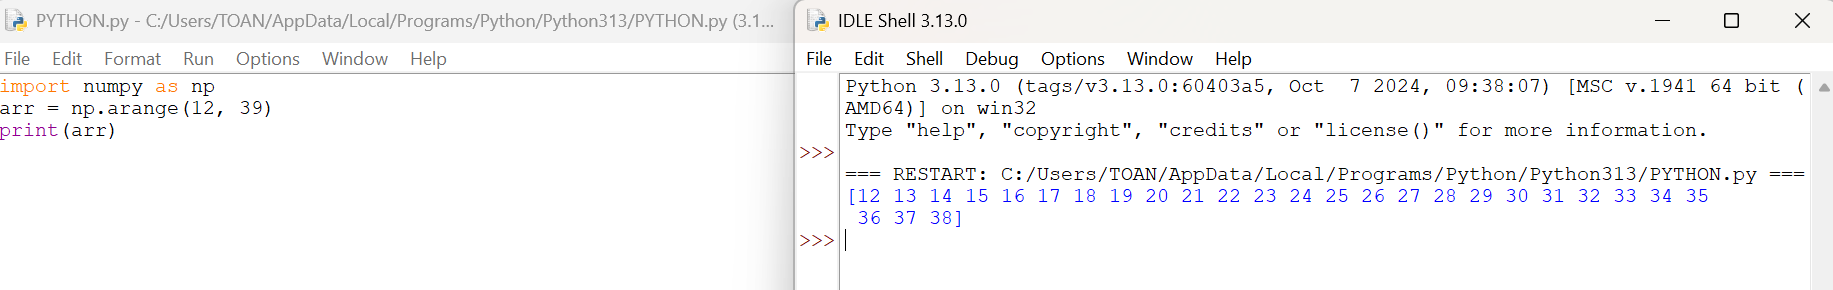 PYTHON.py - C:/Users/TOAN/AppData/Local/Programs/Python/Python313/PYTHON.py (3.1...
File Edit Format Run Options Window Help
import numpy as np
arr = np.arange(12, 39)
print(arr)
IDLE Shell 3.13.0
File Edit Shell Debug Options Window Help
Python 3.13.0 (tags/v3.13.0:60403a5, Oct  7 2024, 09:38:07) [MSC v.1941 64 bit (
AMD64)] on win32
Type "help", "copyright", "credits" or "license()" for more information.
>>>
=== RESTART: C:/Users/TOAN/AppData/Local/Programs/Python/Python313/PYTHON.py ===
[12 13 14 15 16 17 18 19 20 21 22 23 24 25 26 27 28 29 30 31 32 33 34 35
 36 37 38]
>>>